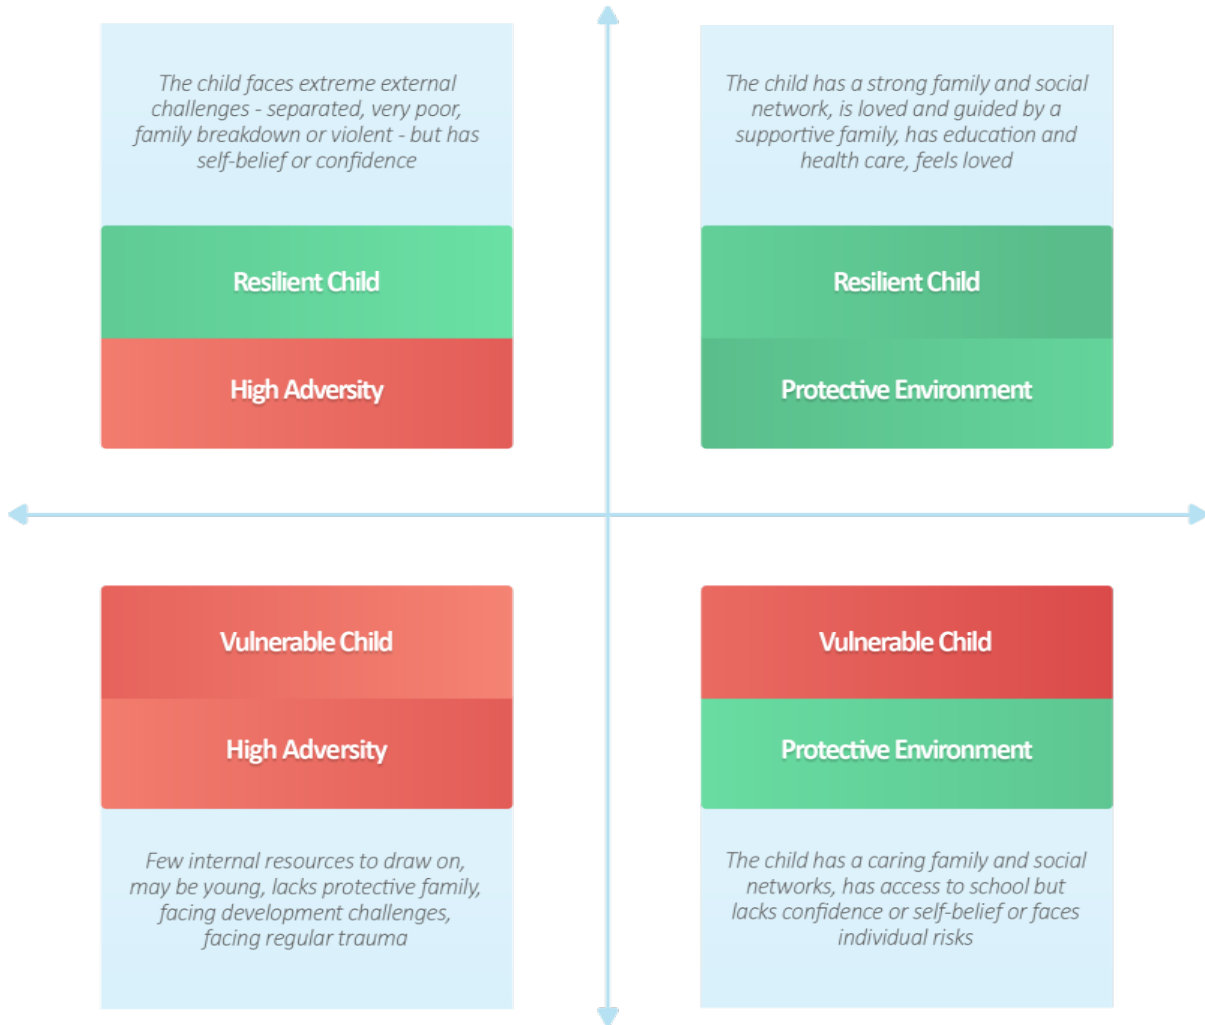 The child faces extreme external
challenges - separated, very poor,
family breakdown or violent - but has
self-belief or confidence
Resilient Child
High Adversity
The child has a strong family and social
network, is loved and guided by a
supportive family, has education and
health care, feels loved
Resilient Child
Protective Environment
Vulnerable Child
High Adversity
Few internal resources to draw on,
may be young, lacks protective family,
facing development challenges,
facing regular trauma
Vulnerable Child
Protective Environment
The child has a caring family and social
networks, has access to school but
lacks confidence or self-belief or faces
individual risks